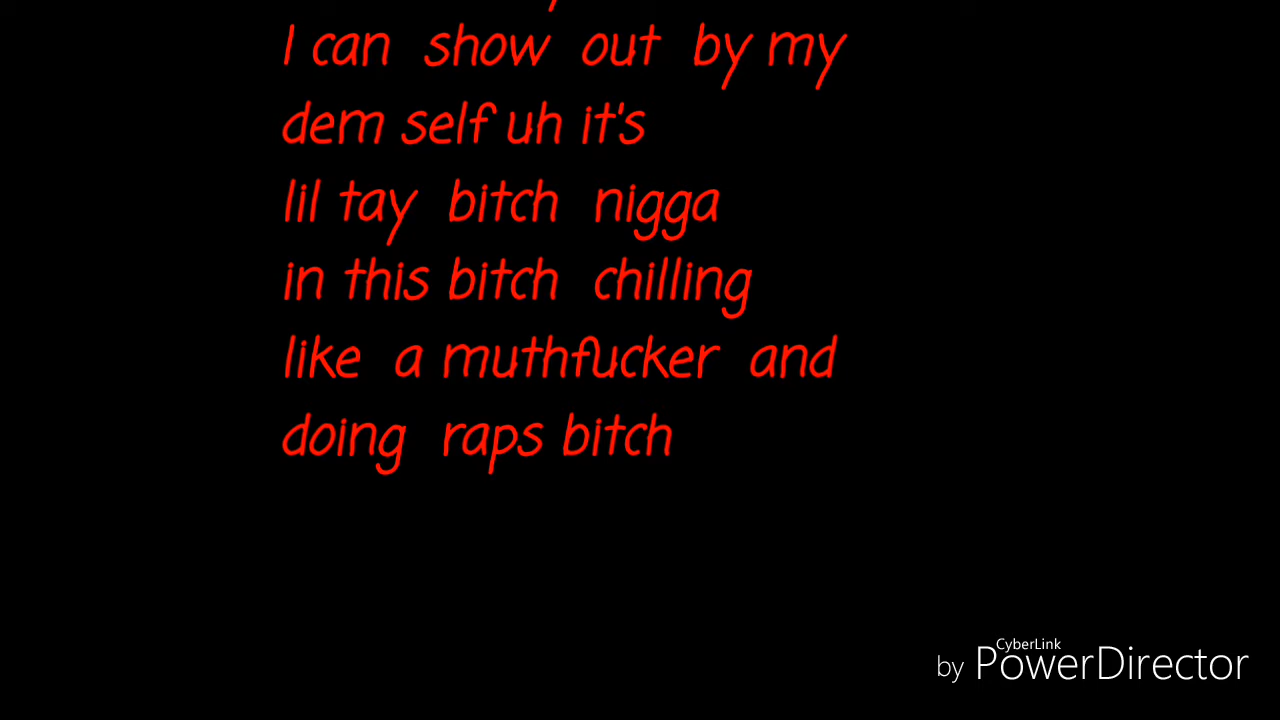 I can show out by my
dem self uh it's
lil tay bitch nigga
in this bitch chilling
like a muthfucker and
doing raps bitch
CyberLink
by PowerDirector